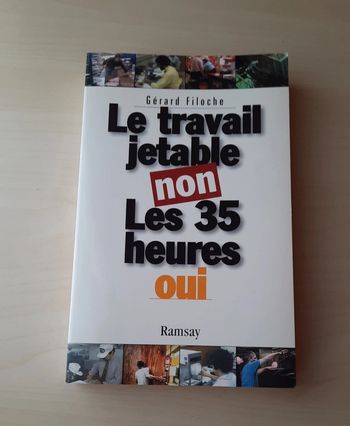 Gérard Filoche
Le travail
jetable
non
Les 35
heures
oui
Ramsay